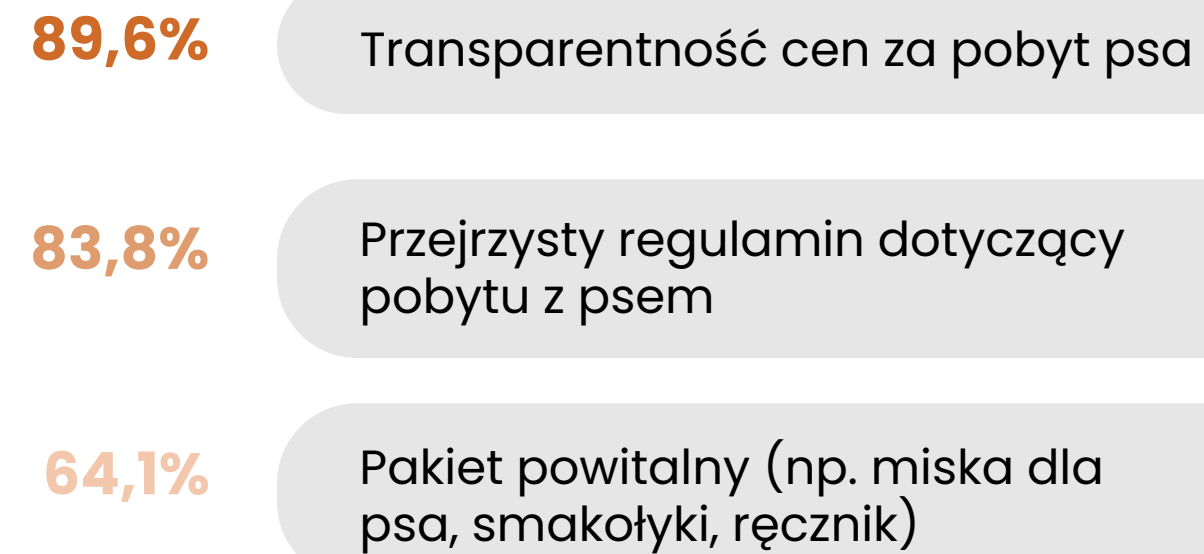 89,6%
Transparentność cen za pobyt psa
83,8%
Przejrzysty regulamin dotyczący
pobytu z psem
64,1%
Pakiet powitalny (np. miska dla
psa, smakołyki, ręcznik)